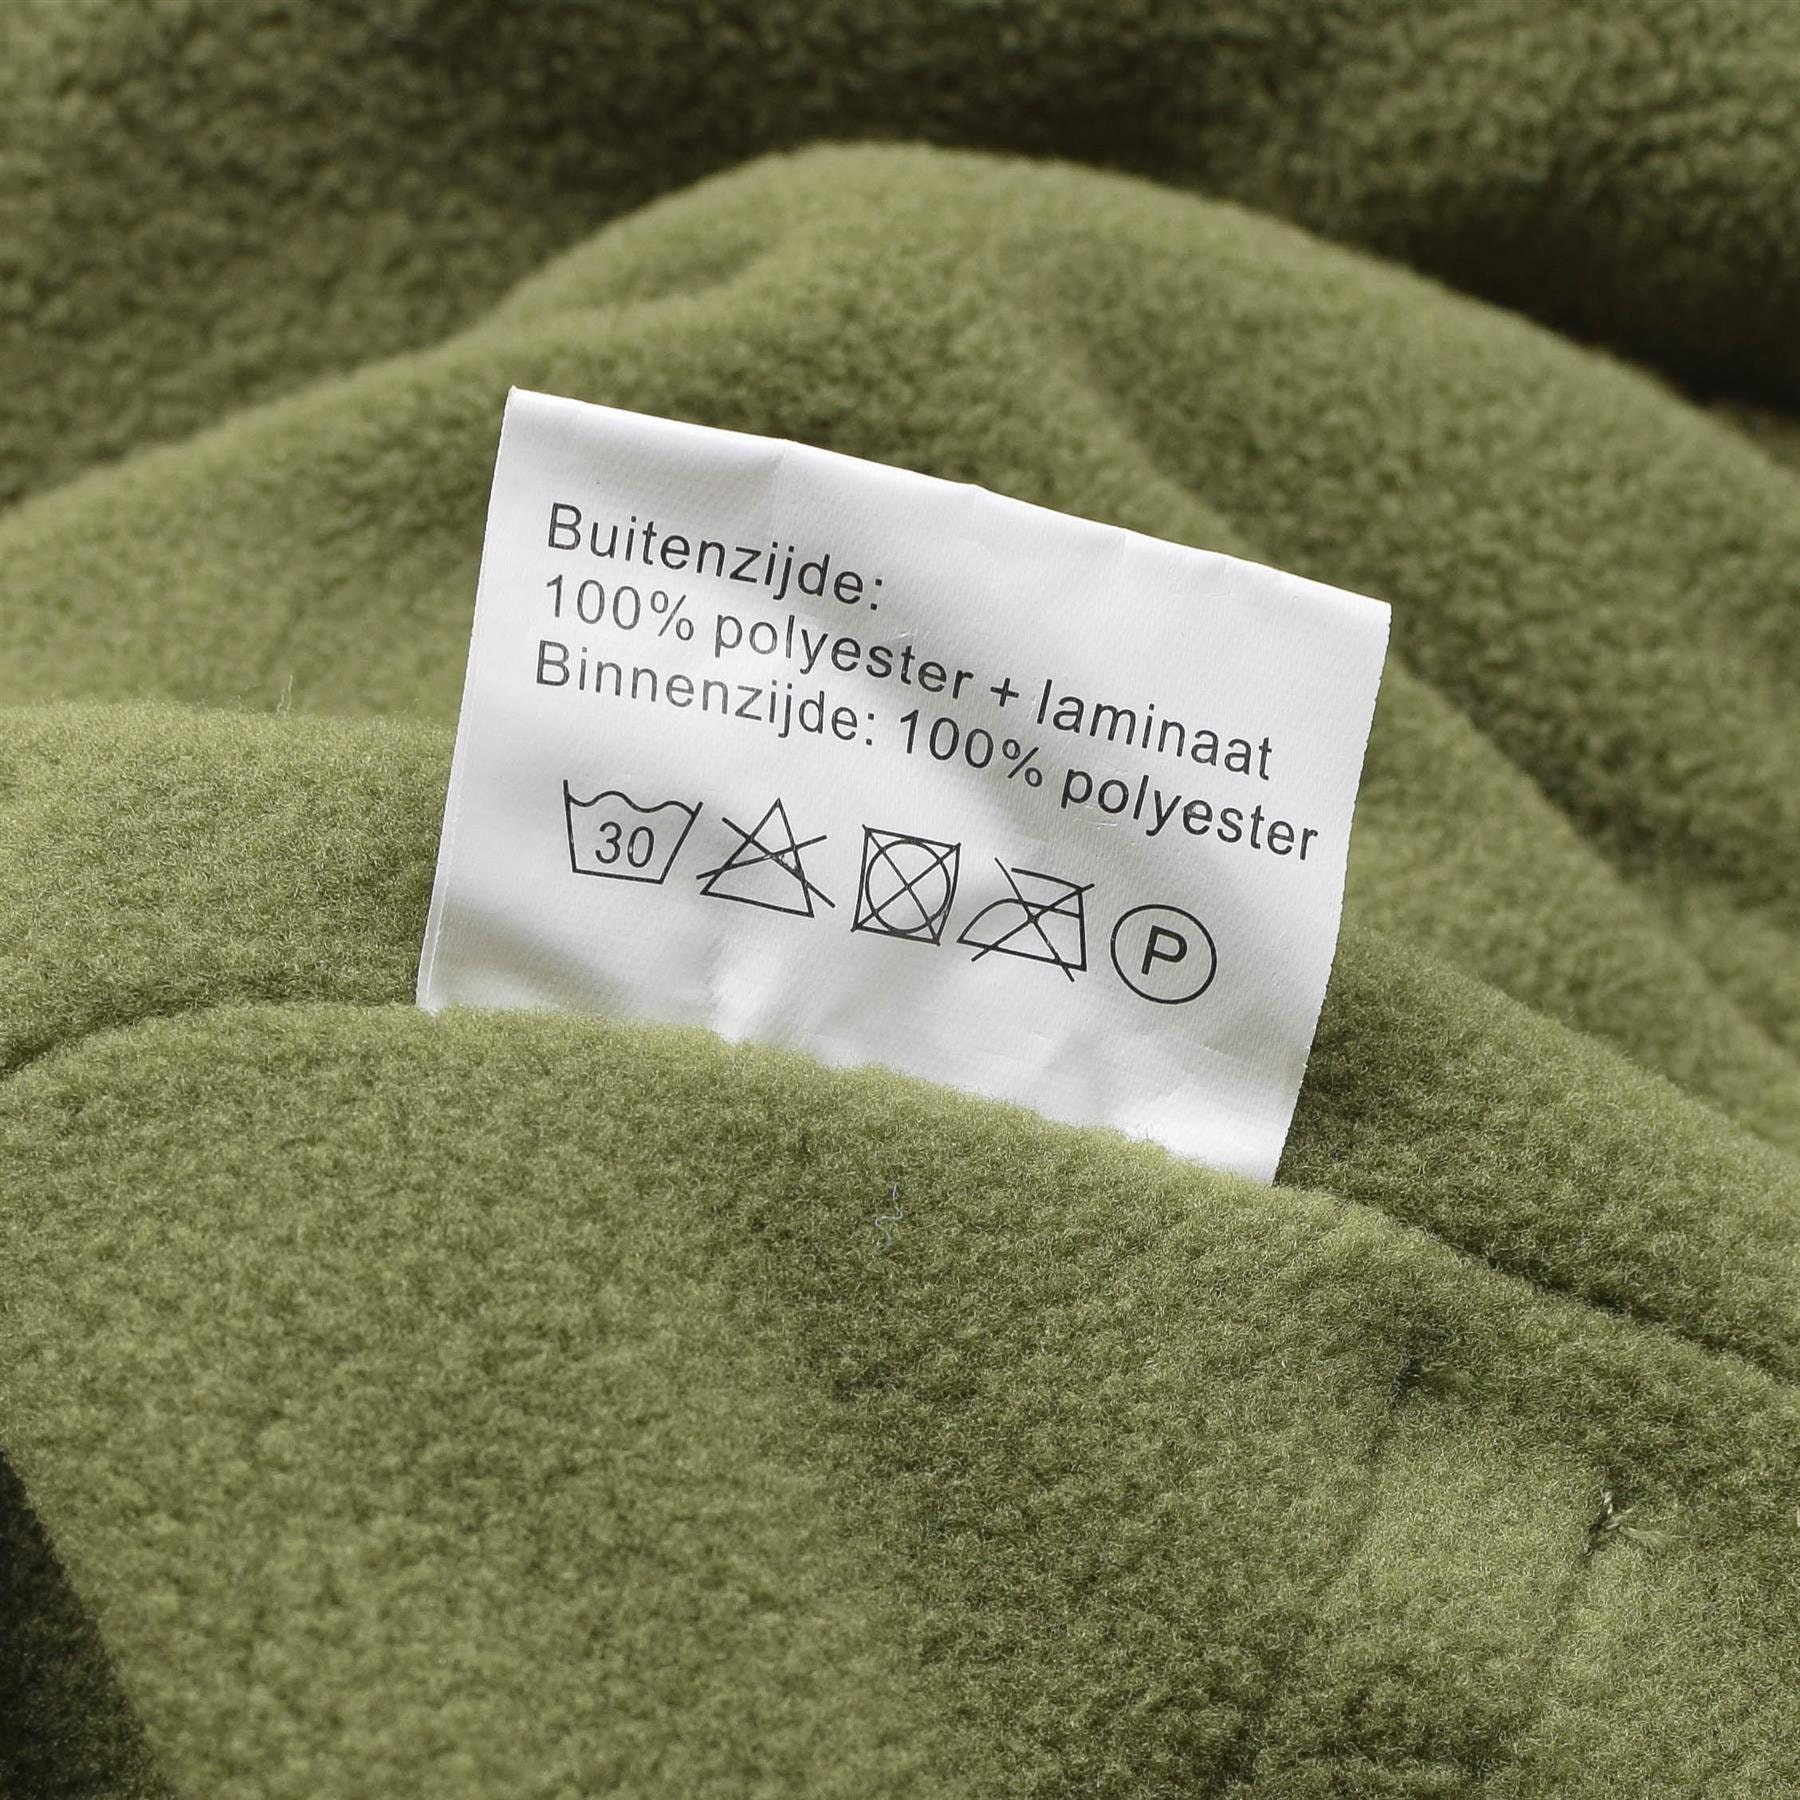 Buitenzijde:
100% polyester + laminaat
Binnenzijde: 100% polyester
30 P